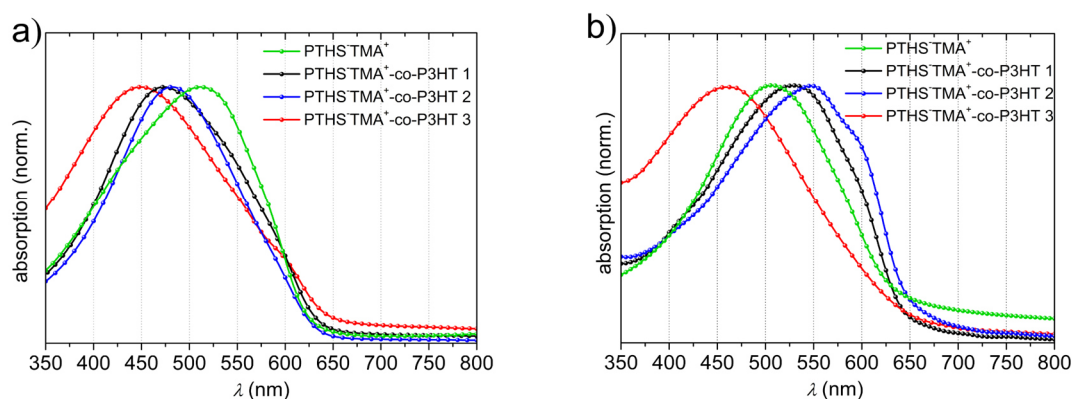 a)
PTHS⁻TMA⁺
PTHS⁻TMA⁺-co-P3HT 1
PTHS⁻TMA⁺-co-P3HT 2
PTHS⁻TMA⁺-co-P3HT 3
absorption (norm.)
350 400 450 500 550 600 650 700 750 800
λ (nm)
b)
PTHS⁻TMA⁺
PTHS⁻TMA⁺-co-P3HT 1
PTHS⁻TMA⁺-co-P3HT 2
PTHS⁻TMA⁺-co-P3HT 3
absorption (norm.)
350 400 450 500 550 600 650 700 750 800
λ (nm)